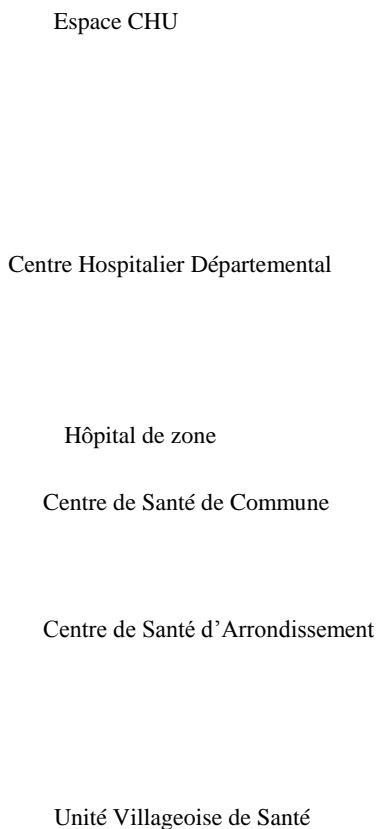 Espace CHU
Centre Hospitalier Départemental
Hôpital de zone
Centre de Santé de Commune
Centre de Santé d’Arrondissement
Unité Villageoise de Santé